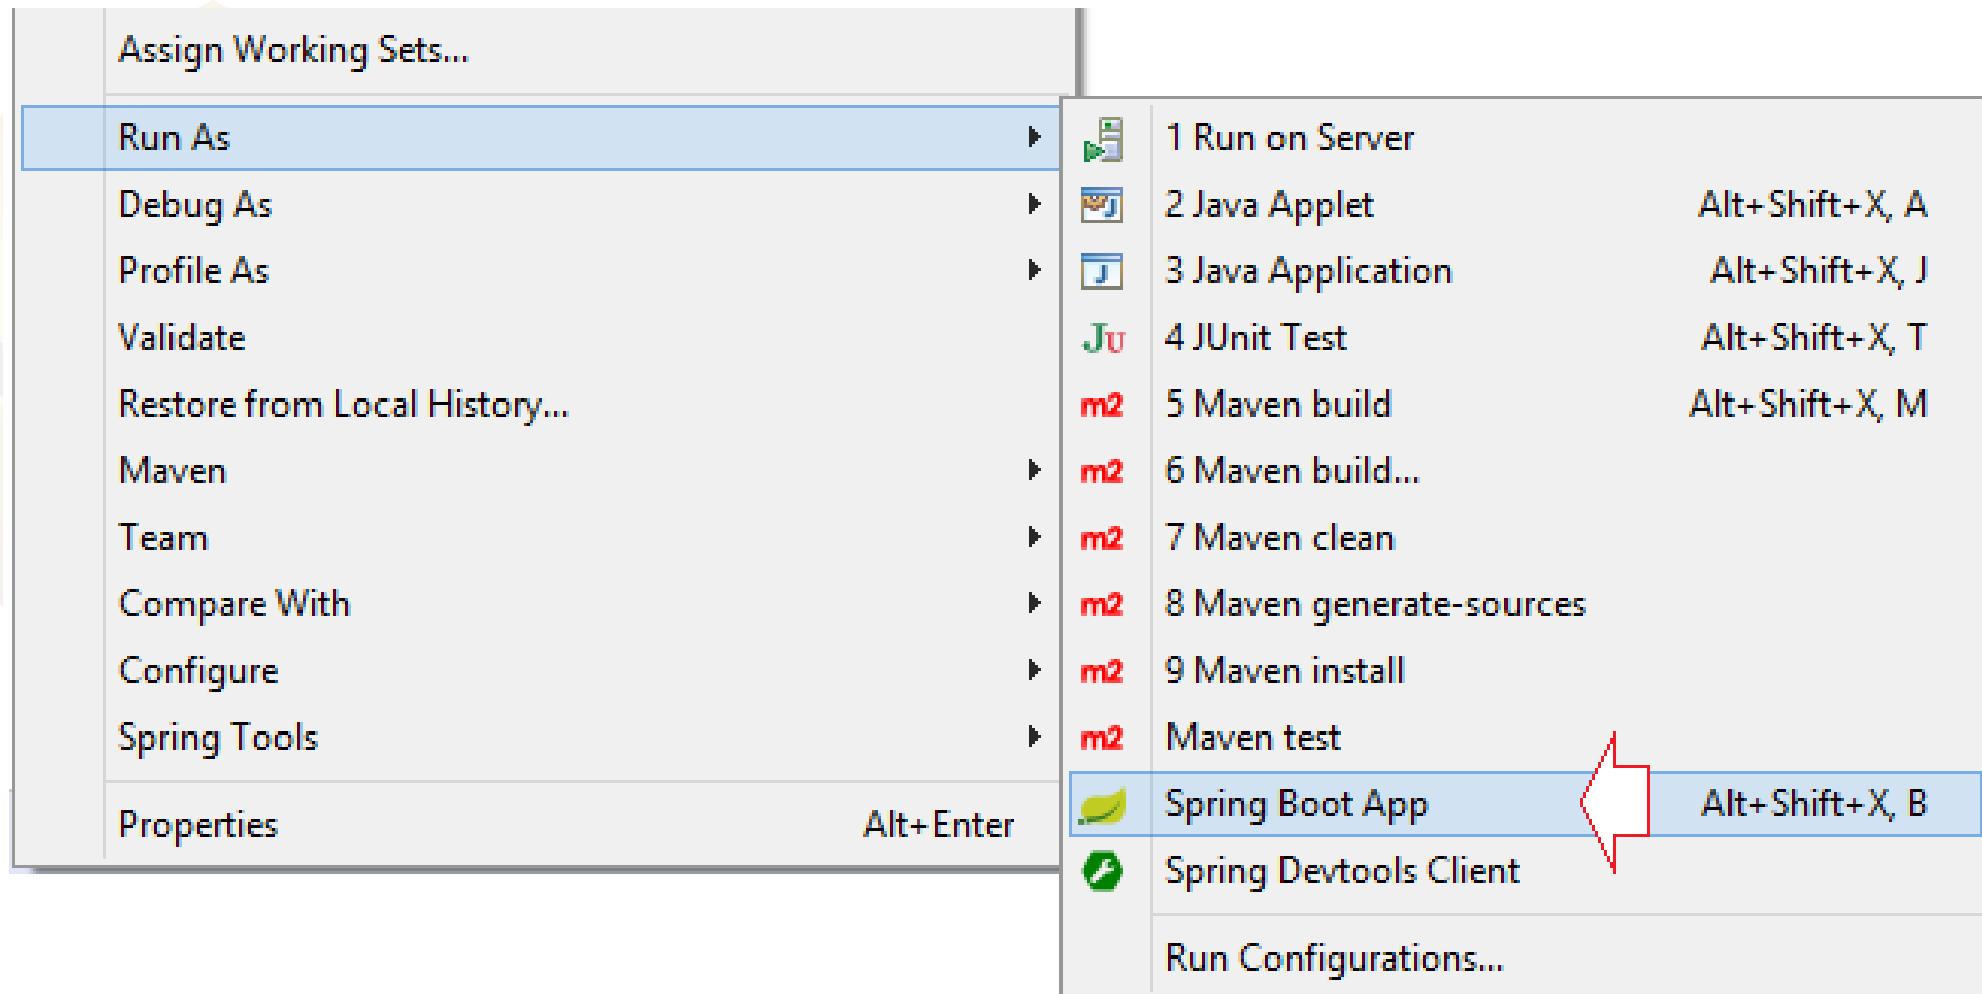 Assign Working Sets...
Run As
Debug As
Profile As
Validate
Restore from Local History...
Maven
Team
Compare With
Configure
Spring Tools
Properties Alt+Enter
1 Run on Server
2 Java Applet Alt+Shift+X, A
3 Java Application Alt+Shift+X, J
Ju 4 JUnit Test Alt+Shift+X, T
m2 5 Maven build Alt+Shift+X, M
m2 6 Maven build...
m2 7 Maven clean
m2 8 Maven generate-sources
m2 9 Maven install
m2 Maven test
Spring Boot App Alt+Shift+X, B
Spring Devtools Client
Run Configurations...